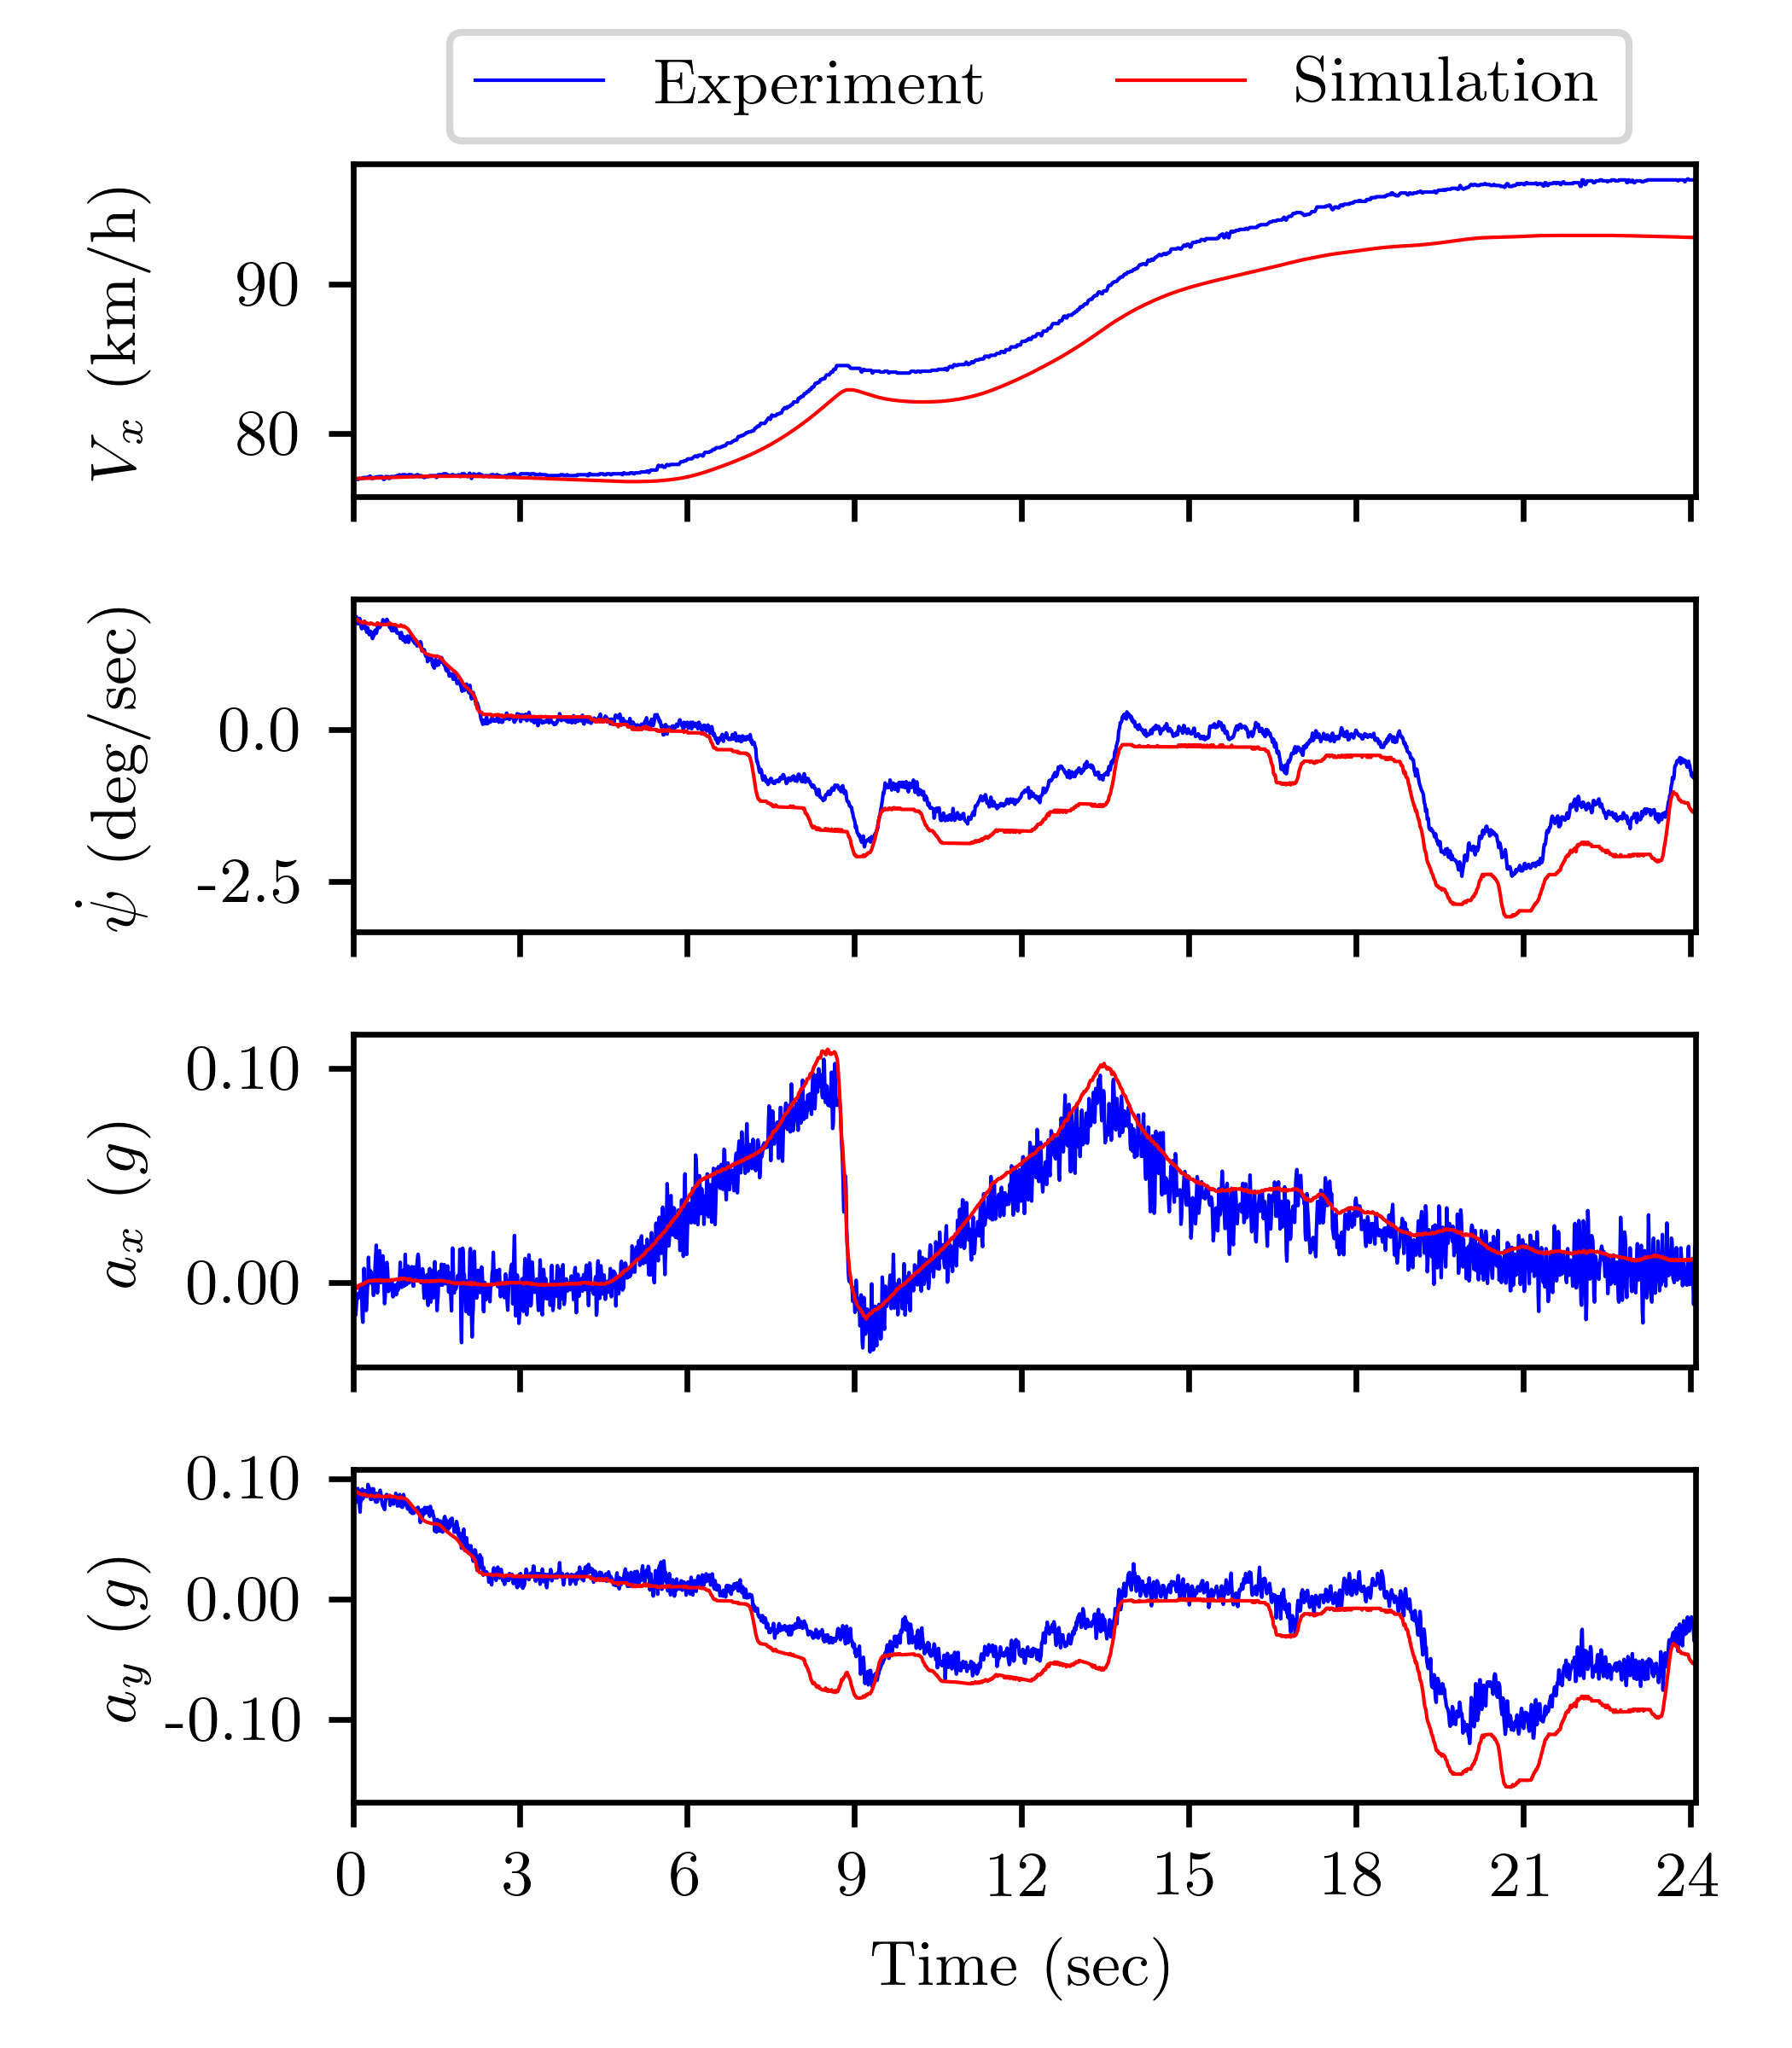 Experiment Simulation
V_x (km/h)
90
80
ψ̇ (deg/sec)
0.0
-2.5
a_x (g)
0.10
0.00
a_y (g)
0.10
0.00
-0.10
0 3 6 9 12 15 18 21 24
Time (sec)